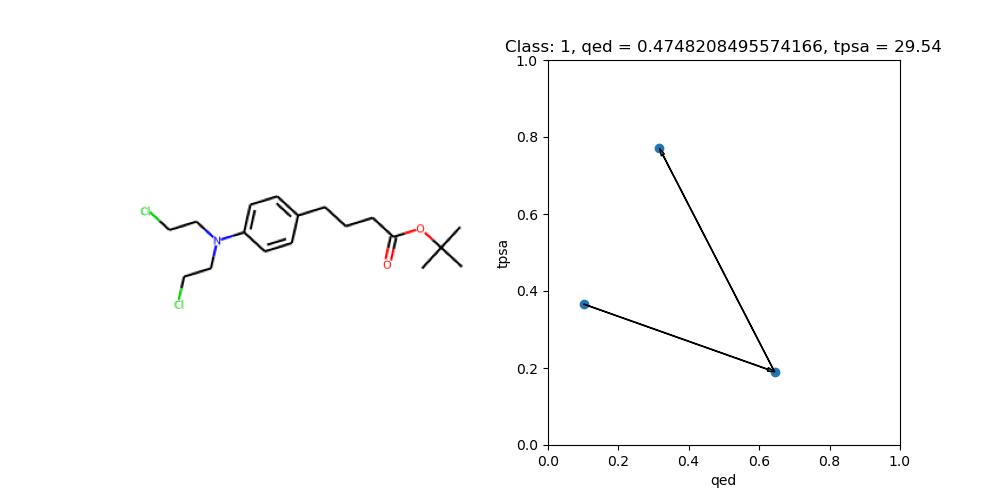 Class: 1, qed = 0.4748208495574166, tpsa = 29.54
1.0
0.8
0.6
0.4
0.2
0.0
tpsa
0.0 0.2 0.4 0.6 0.8 1.0
qed
Cl
N
O
O
Cl